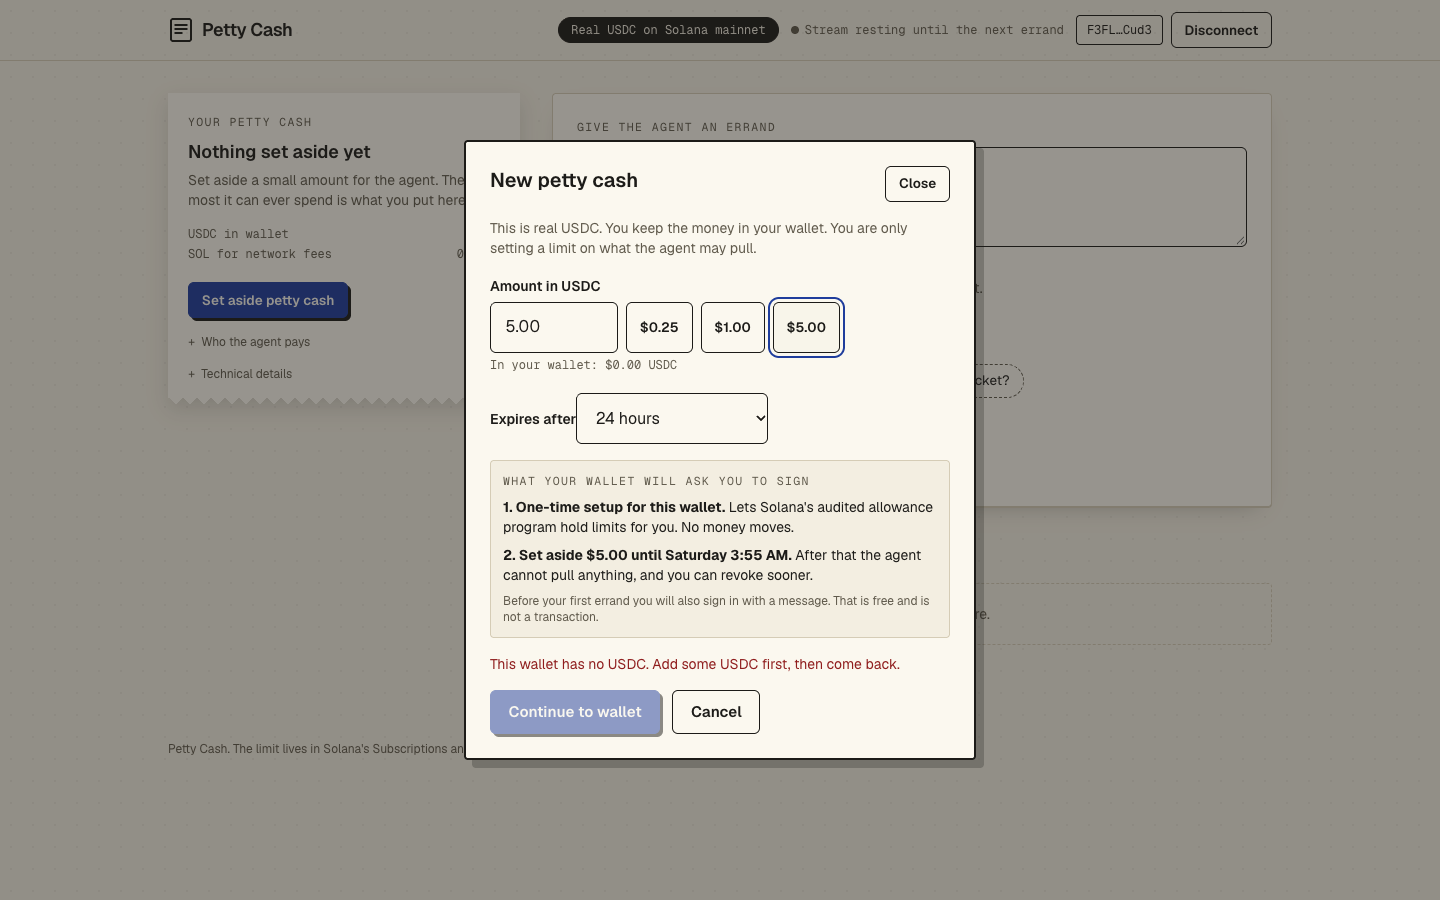 Petty Cash
Real USDC on Solana mainnet
Stream resting until the next errand
F3FL…Cud3
Disconnect
YOUR PETTY CASH
Nothing set aside yet
Set aside a small amount for the agent. The
most it can ever spend is what you put here
USDC in wallet
SOL for network fees
0
Set aside petty cash
+ Who the agent pays
+ Technical details
GIVE THE AGENT AN ERRAND
t.
cket?
re.
New petty cash
Close
This is real USDC. You keep the money in your wallet. You are only
setting a limit on what the agent may pull.
Amount in USDC
5.00
$0.25
$1.00
$5.00
In your wallet: $0.00 USDC
Expires after
24 hours
WHAT YOUR WALLET WILL ASK YOU TO SIGN
1. One-time setup for this wallet. Lets Solana's audited allowance
program hold limits for you. No money moves.
2. Set aside $5.00 until Saturday 3:55 AM. After that the agent
cannot pull anything, and you can revoke sooner.
Before your first errand you will also sign in with a message. That is free and is
not a transaction.
This wallet has no USDC. Add some USDC first, then come back.
Continue to wallet
Cancel
Petty Cash. The limit lives in Solana's Subscriptions an